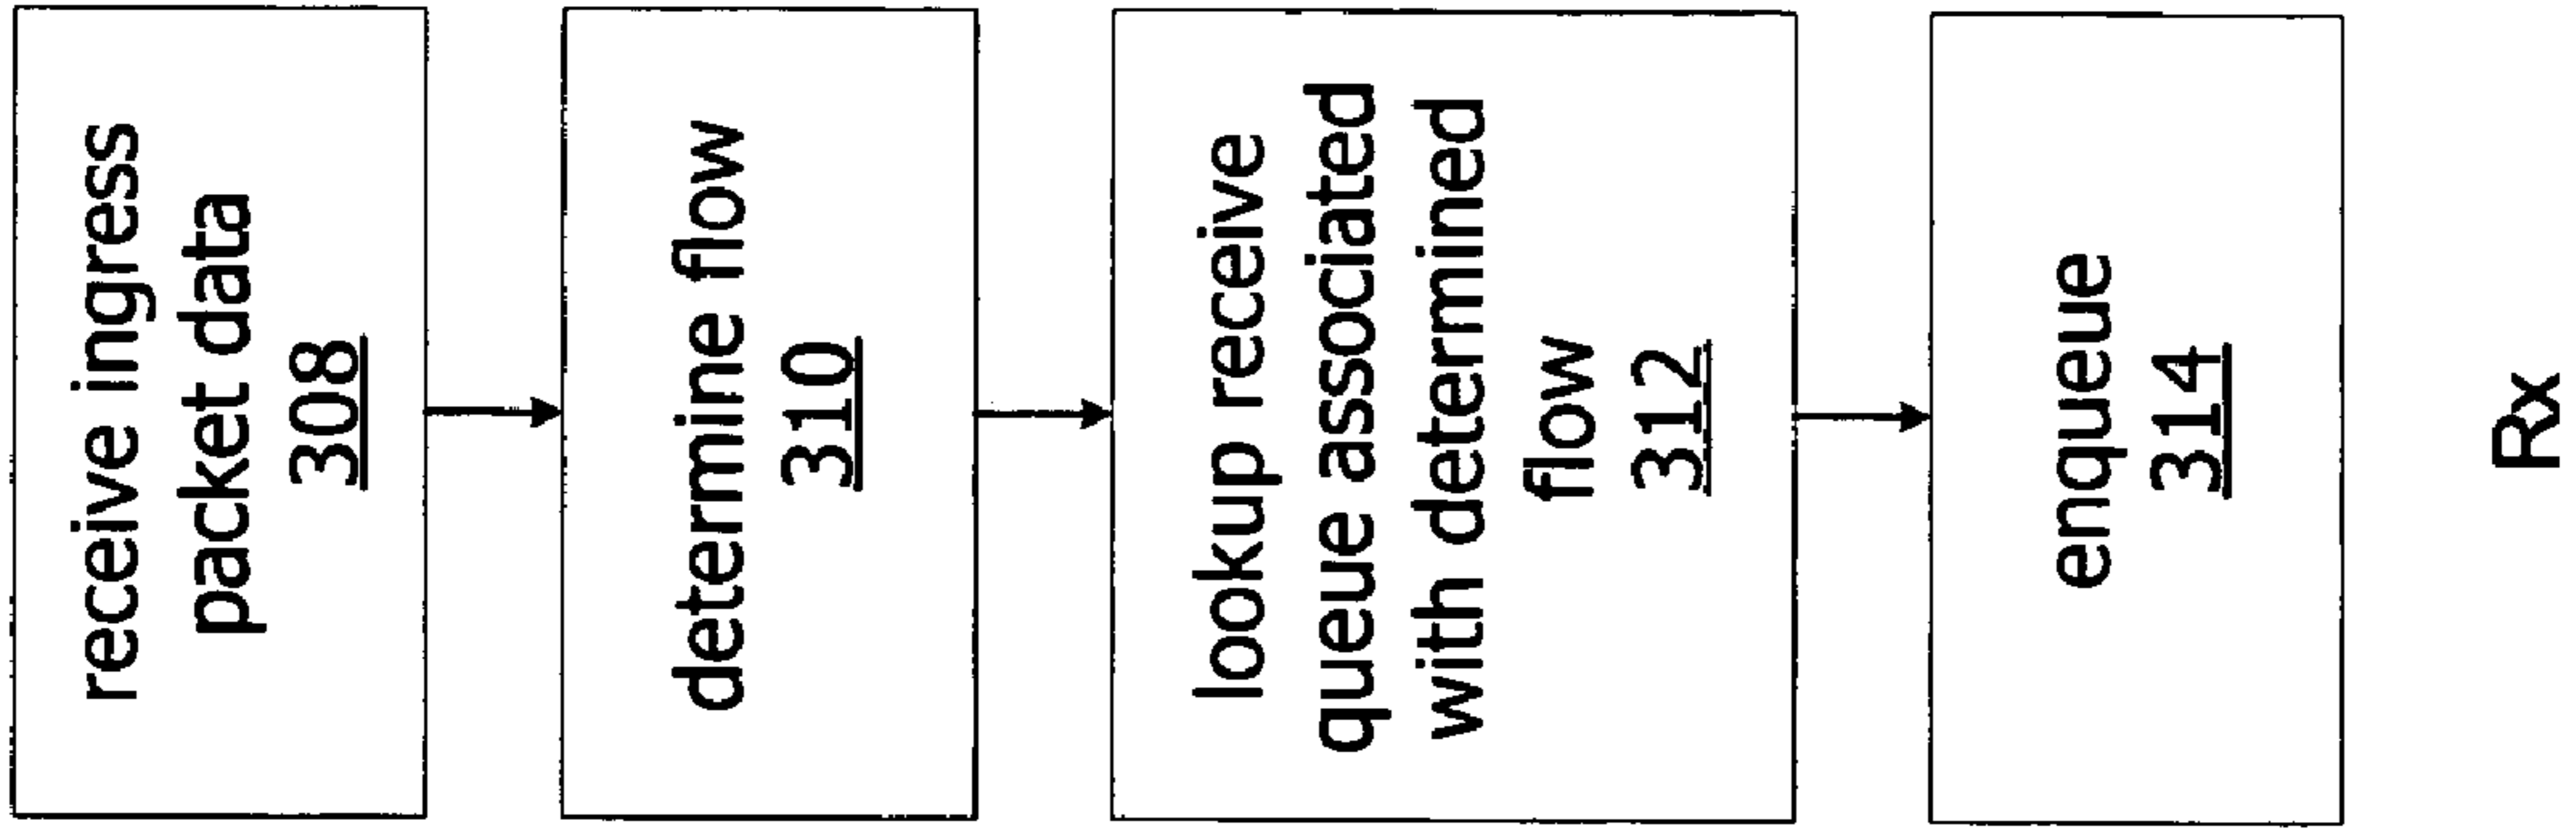 receive ingress
packet data
308
determine flow
310
lookup receive
queue associated
with determined
flow
312
enqueue
314
Rx